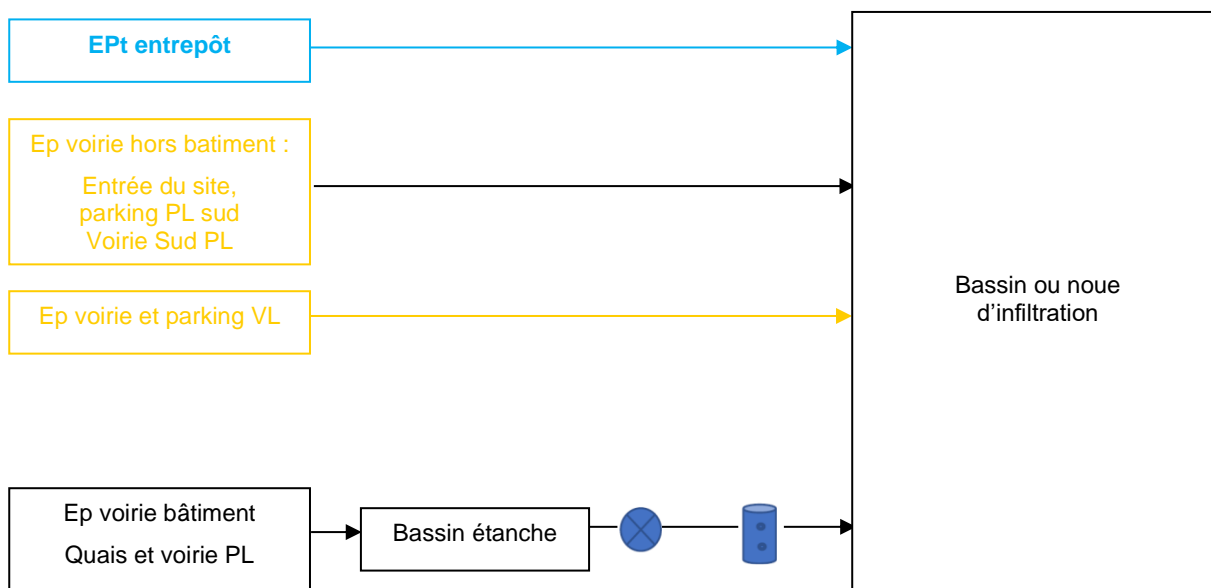 EPt entrepôt
Ep voirie hors batiment :
Entrée du site,
parking PL sud
Voirie Sud PL
Ep voirie et parking VL
Bassin ou noue
d’infiltration
Ep voirie bâtiment
Quais et voirie PL
Bassin étanche